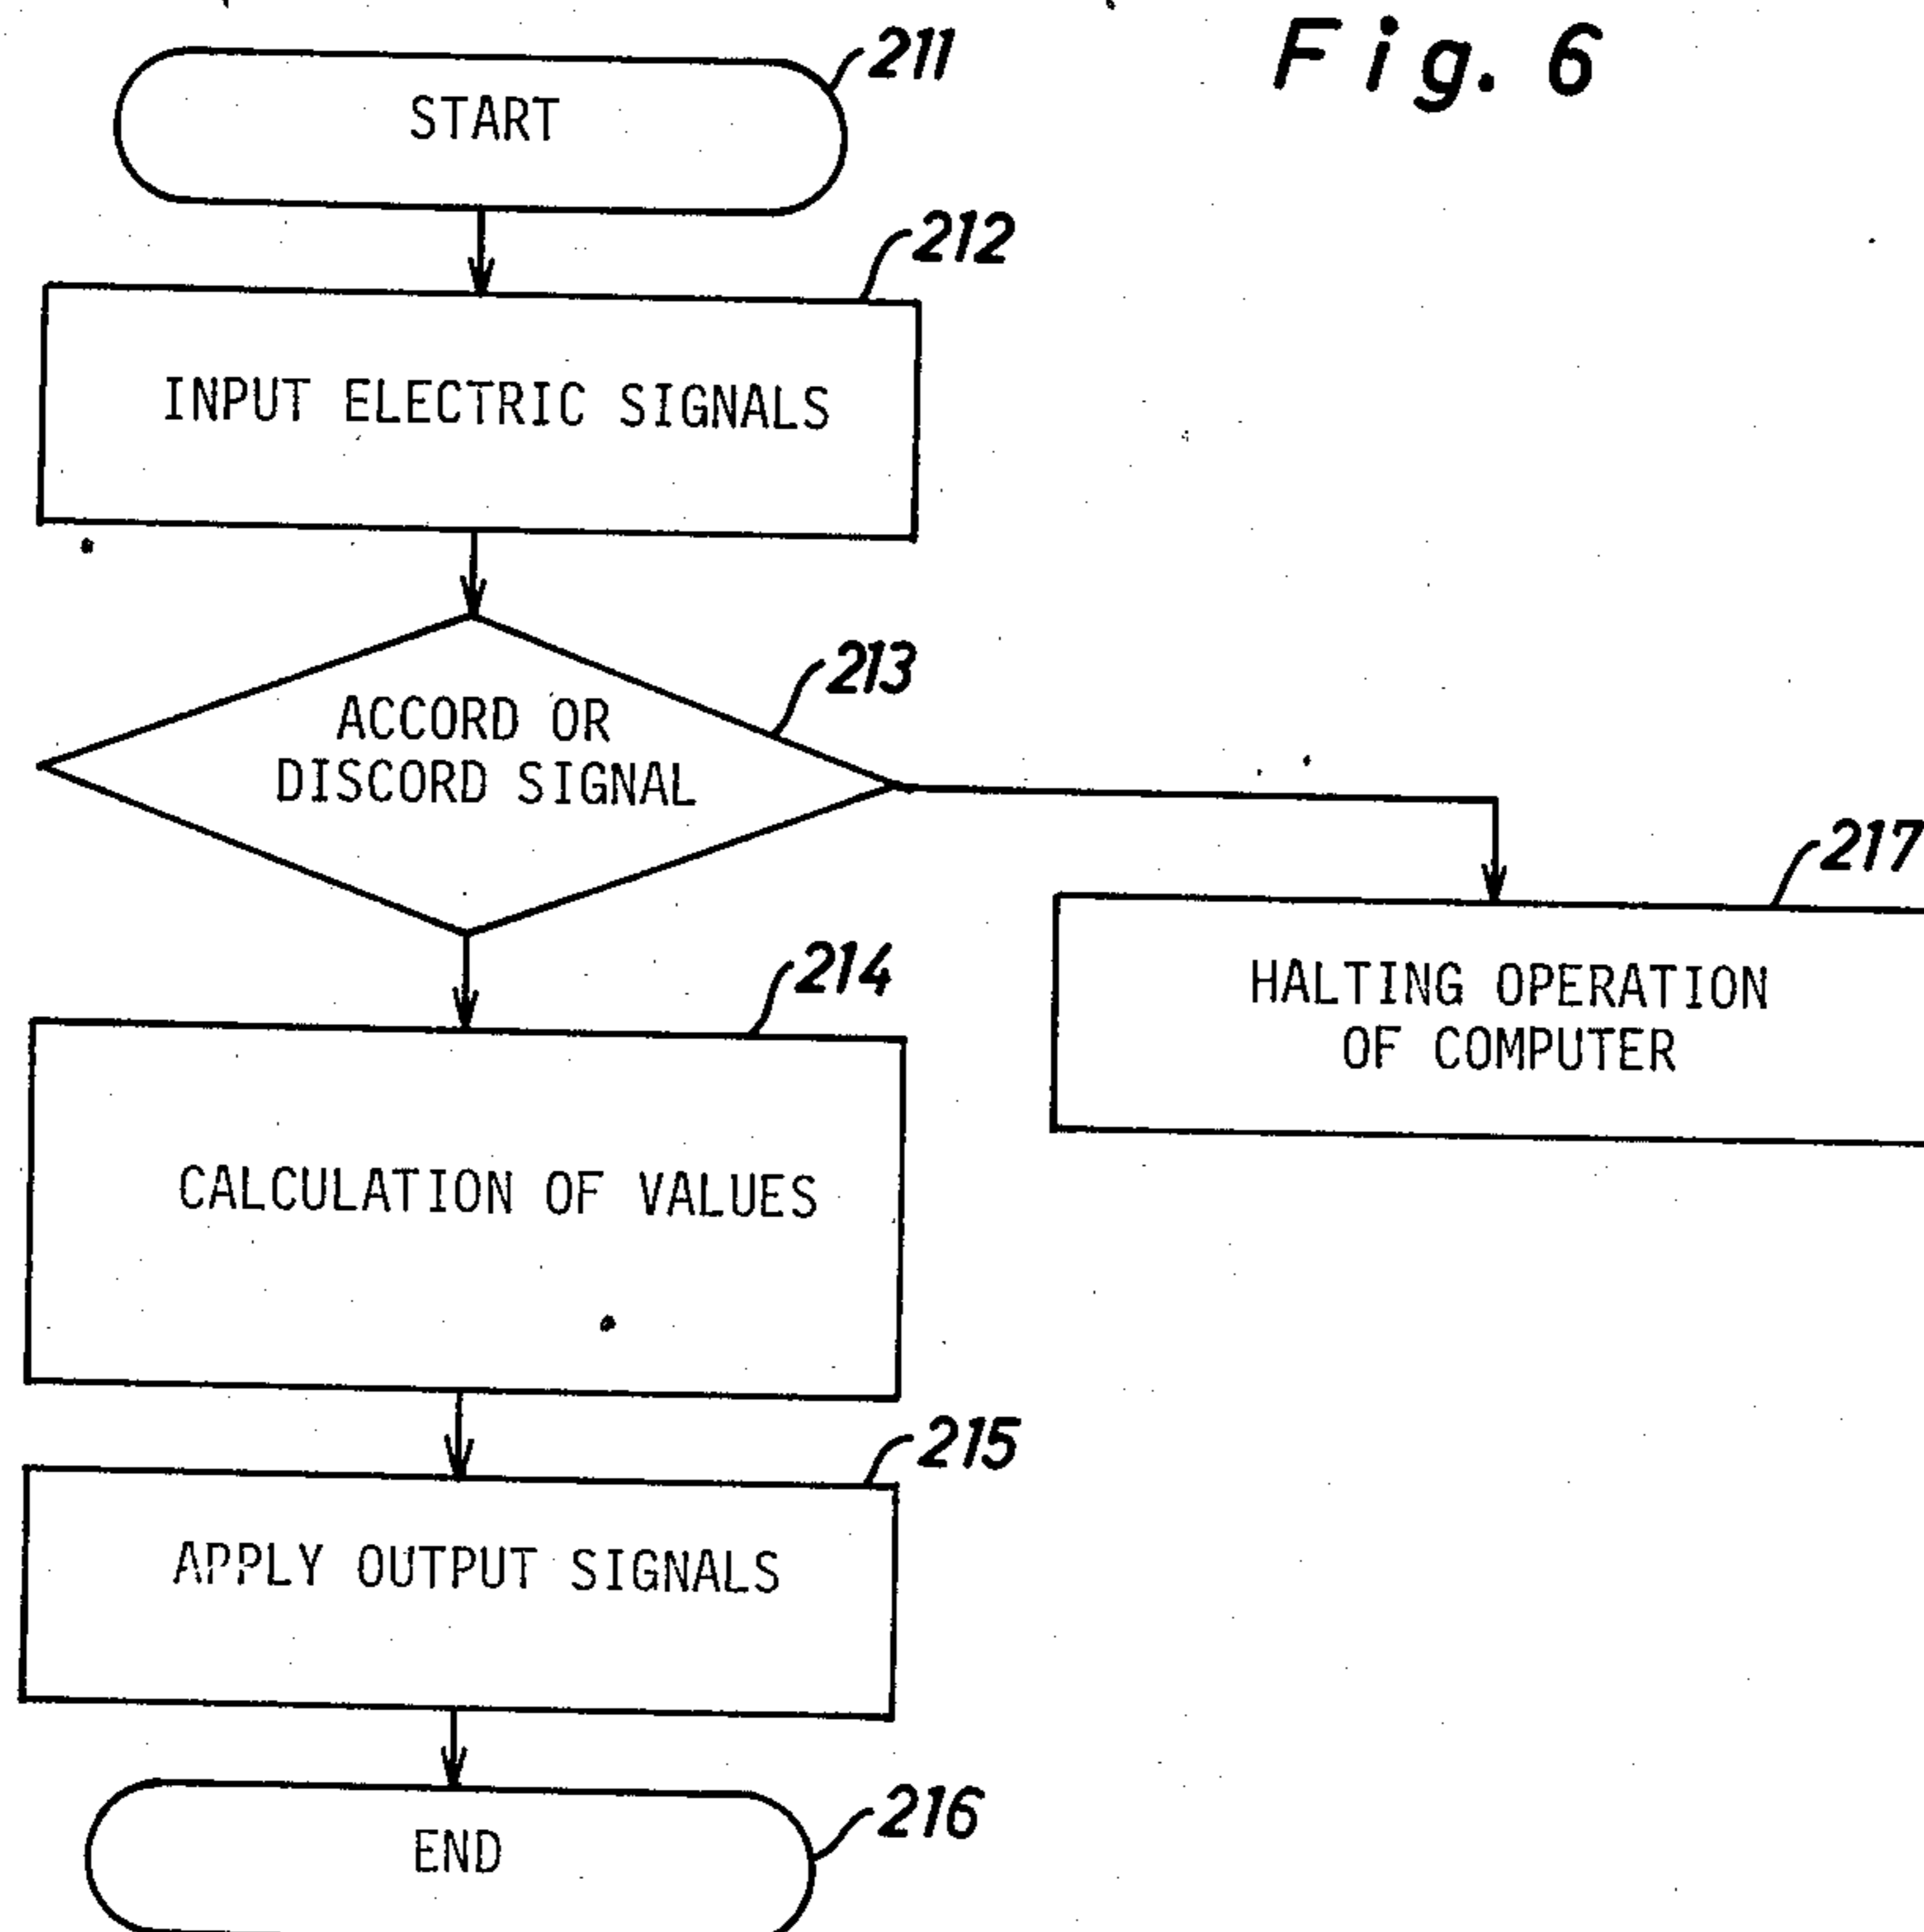 Fig. 6
211
START
212
INPUT ELECTRIC SIGNALS
213
ACCORD OR
DISCORD SIGNAL
217
HALTING OPERATION
OF COMPUTER
214
CALCULATION OF VALUES
215
APPLY OUTPUT SIGNALS
216
END